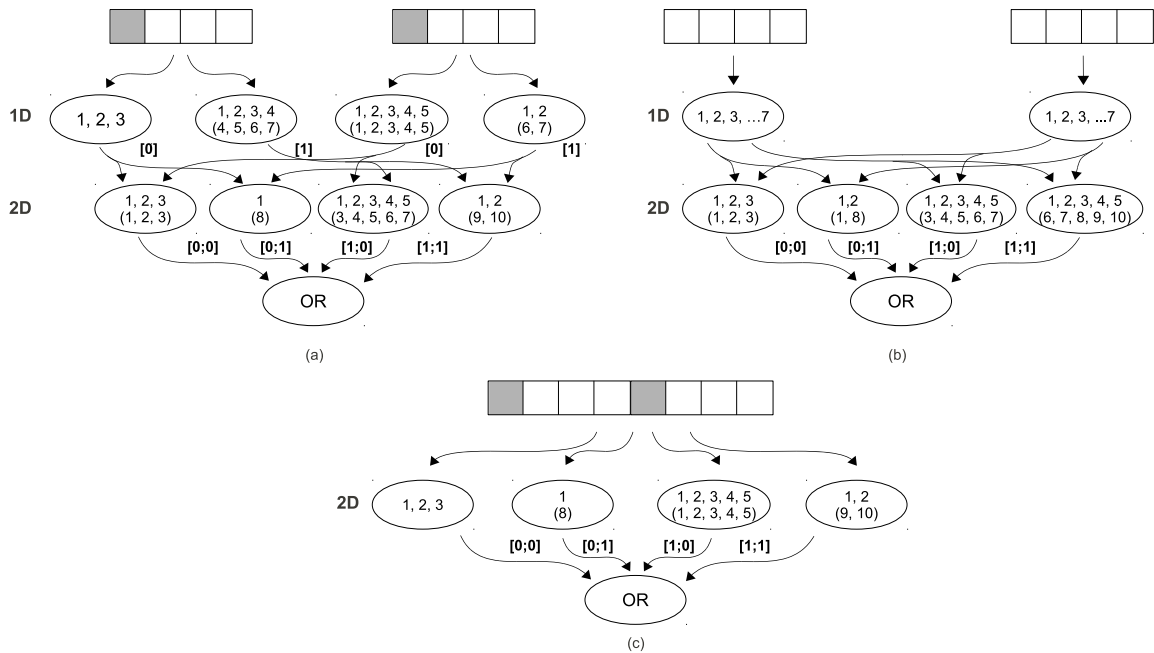 1D
1, 2, 3
1, 2, 3, 4
(4, 5, 6, 7)
1, 2, 3, 4, 5
(1, 2, 3, 4, 5)
1, 2
(6, 7)
[0]
[1]
[0]
[1]
2D
1, 2, 3
(1, 2, 3)
1
(8)
1, 2, 3, 4, 5
(3, 4, 5, 6, 7)
1, 2
(9, 10)
[0;0]
[0;1]
[1;0]
[1;1]
OR
(a)
1D
1, 2, 3, ...7
1, 2, 3, ...7
2D
1, 2, 3
(1, 2, 3)
1,2
(1, 8)
1, 2, 3, 4, 5
(3, 4, 5, 6, 7)
1, 2, 3, 4, 5
(6, 7, 8, 9, 10)
[0;0]
[0;1]
[1;0]
[1;1]
OR
(b)
2D
1, 2, 3
1
(8)
1, 2, 3, 4, 5
(1, 2, 3, 4, 5)
1, 2
(9, 10)
[0;0]
[0;1]
[1;0]
[1;1]
OR
(c)